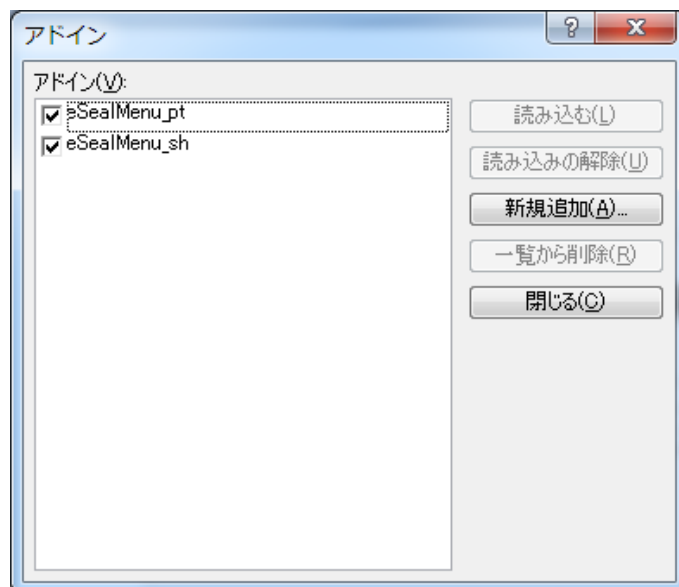 アドイン
アドイン(V):
eSealMenu_pt
eSealMenu_sh
読み込む(L)
読み込みの解除(U)
新規追加(A)...
一覧から削除(R)
閉じる(C)